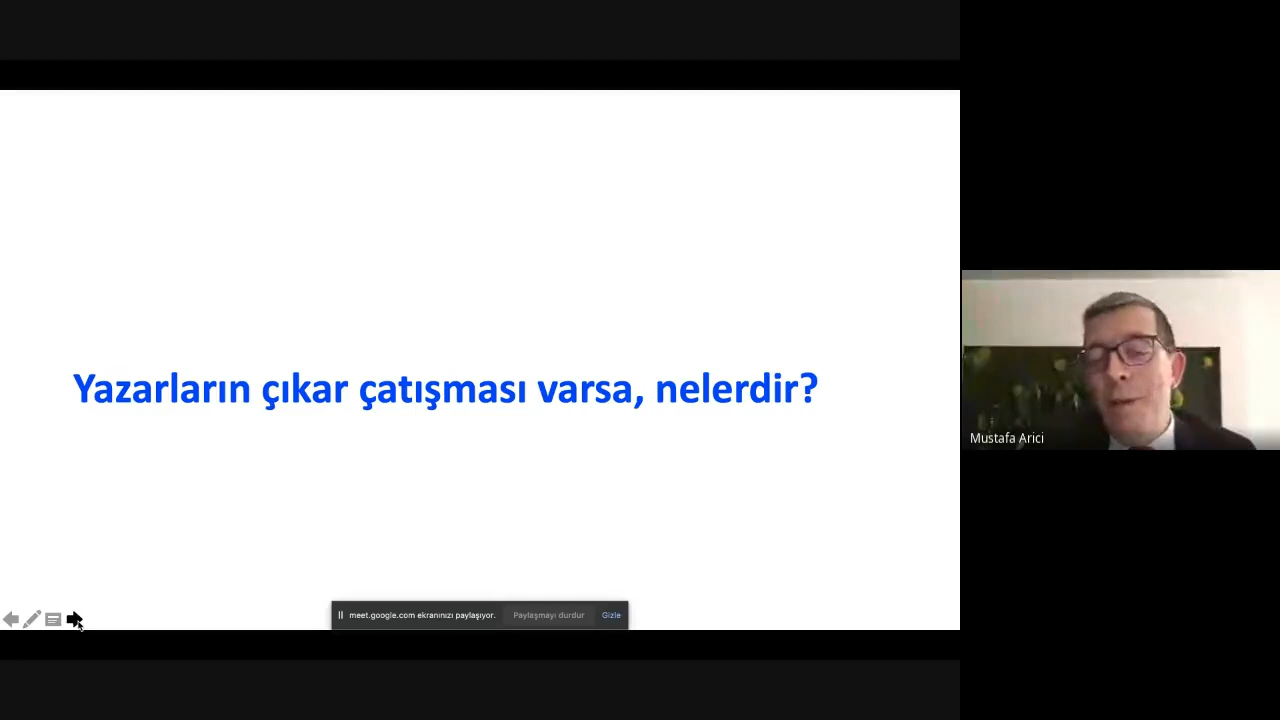 Yazarların çıkar çatışması varsa, nelerdir?
Mustafa Arici
meet.google.com ekranınızı paylaşıyor. Paylaşmayı durdur Gizle